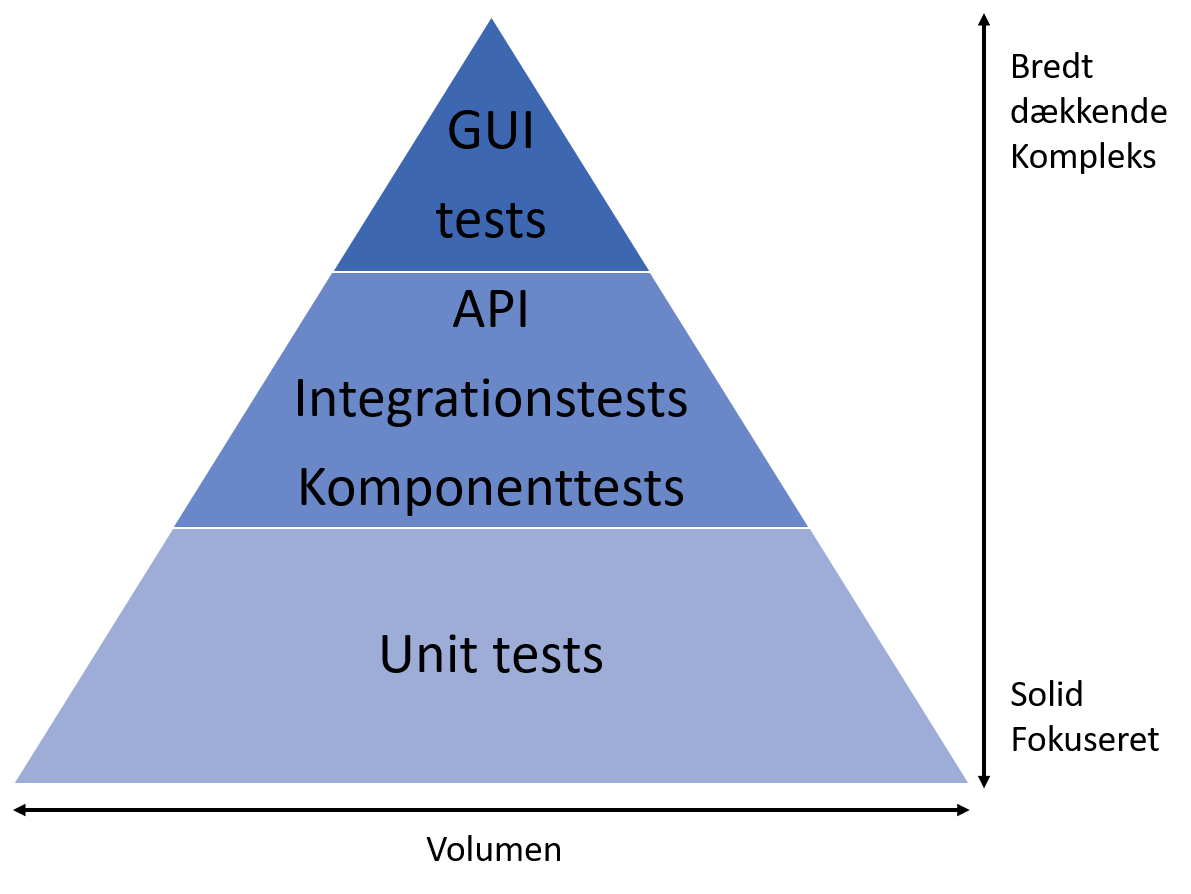 GUI
tests
API
Integrationstests
Komponenttests
Unit tests
Bredt
dækkende
Kompleks
Solid
Fokuseret
Volumen